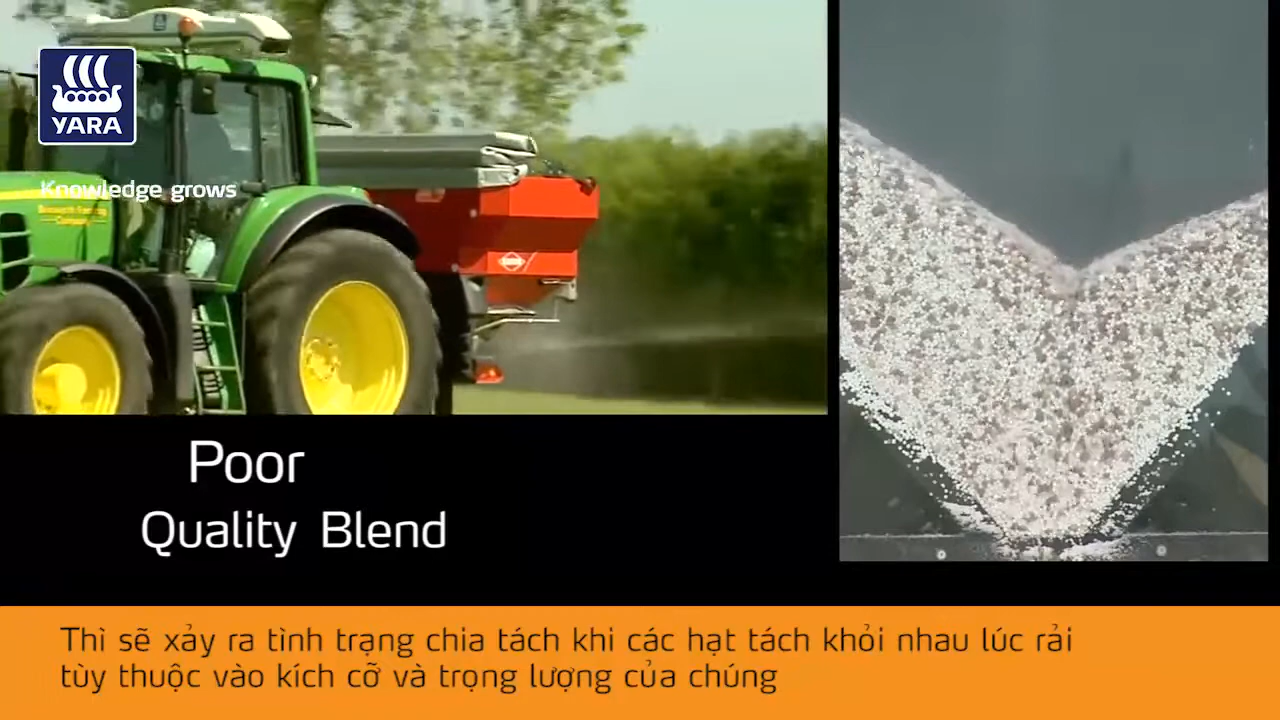 YARA
Knowledge grows
Poor
Quality Blend
Thì sẽ xảy ra tình trạng chia tách khi các hạt tách khỏi nhau lúc rải
tùy thuộc vào kích cỡ và trọng lượng của chúng